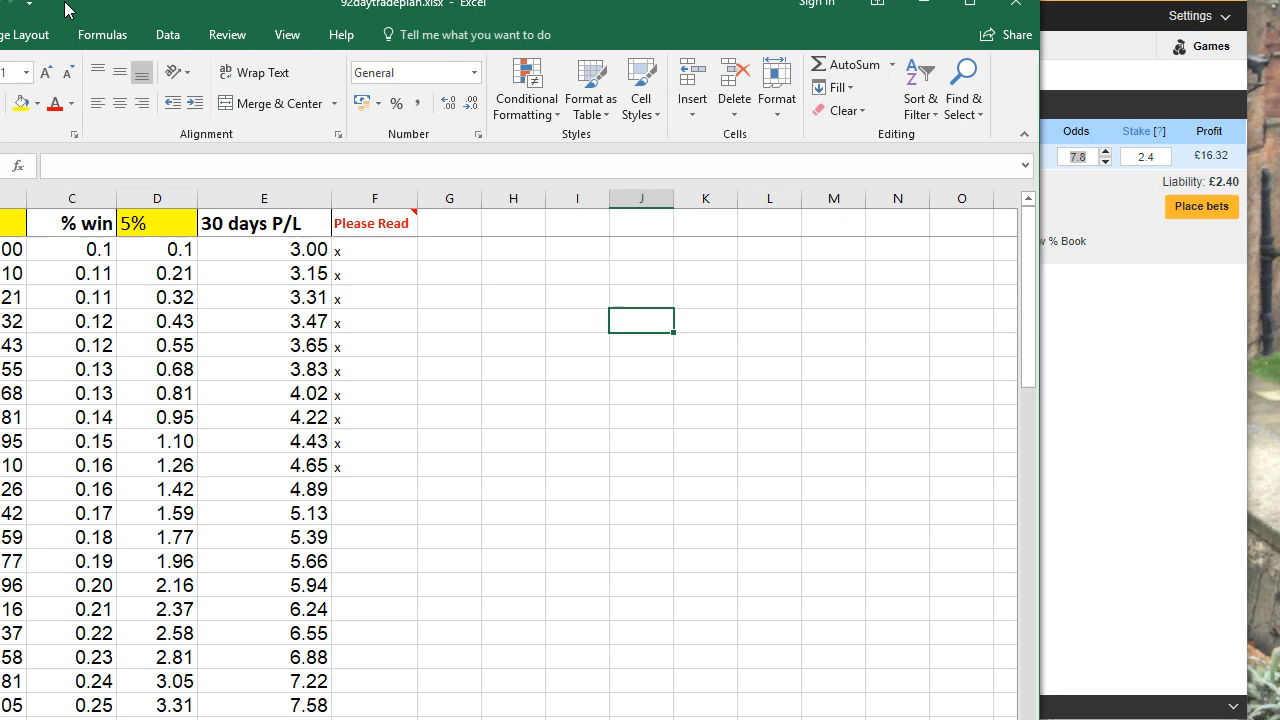 92daytradeplan.xlsx - Excel
Sign in
Settings
ge Layout
Formulas
Data
Review
View
Help
Tell me what you want to do
Share
Games
1
A
A
ab Wrap Text
General
AutoSum
A
Merge & Center
%
,
Conditional Formatting
Format as Table
Cell Styles
Insert
Delete
Format
Fill
Clear
Sort & Filter
Find & Select
Alignment
Number
Styles
Cells
Editing
Odds
Stake [?]
Profit
fx
7.8
2.4
£16.32
Liability: £2.40
Place bets
w % Book
C D E F G H I J K L M N O
% win 5% 30 days P/L Please Read
00 0.1 0.1 3.00 x
10 0.11 0.21 3.15 x
21 0.11 0.32 3.31 x
32 0.12 0.43 3.47 x
43 0.12 0.55 3.65 x
55 0.13 0.68 3.83 x
68 0.13 0.81 4.02 x
81 0.14 0.95 4.22 x
95 0.15 1.10 4.43 x
10 0.16 1.26 4.65 x
26 0.16 1.42 4.89
42 0.17 1.59 5.13
59 0.18 1.77 5.39
77 0.19 1.96 5.66
96 0.20 2.16 5.94
16 0.21 2.37 6.24
37 0.22 2.58 6.55
58 0.23 2.81 6.88
81 0.24 3.05 7.22
05 0.25 3.31 7.58